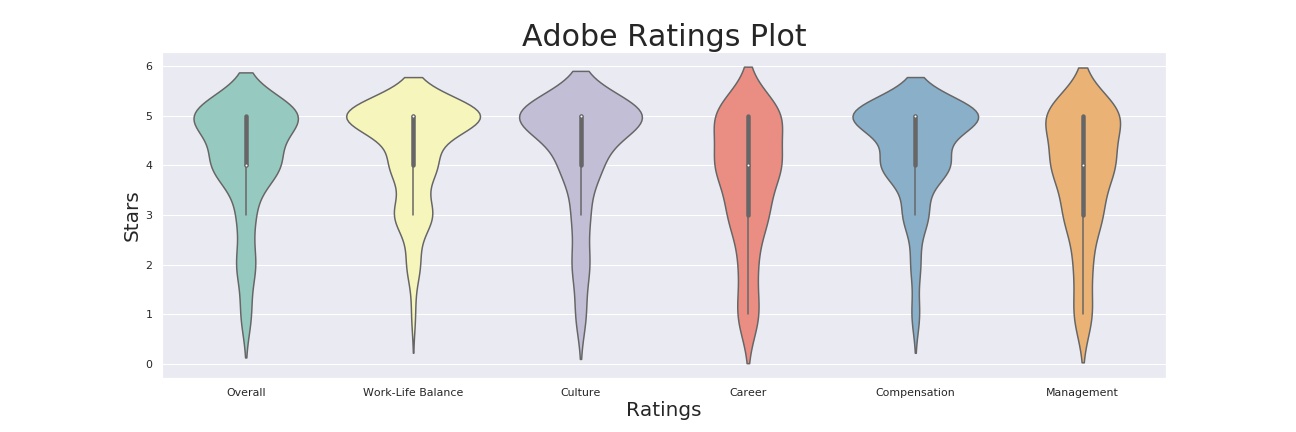 Adobe Ratings Plot
6
5
4
3
2
1
0
Stars
Overall Work-Life Balance Culture Career Compensation Management
Ratings